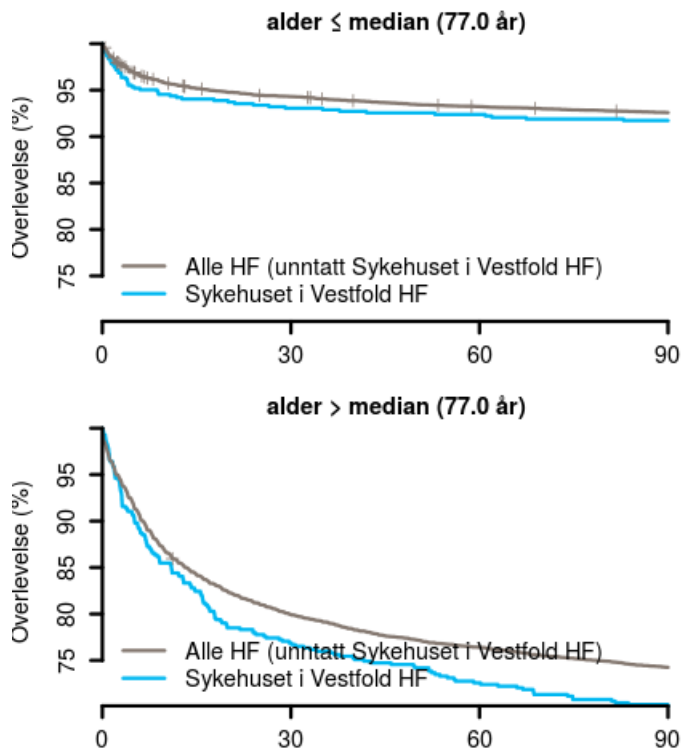 alder ≤ median (77.0 år)
Overlevelse (%)
95
90
85
80
75
Alle HF (unntatt Sykehuset i Vestfold HF)
Sykehuset i Vestfold HF
0 30 60 90
alder > median (77.0 år)
Overlevelse (%)
95
90
85
80
75
Alle HF (unntatt Sykehuset i Vestfold HF)
Sykehuset i Vestfold HF
0 30 60 90